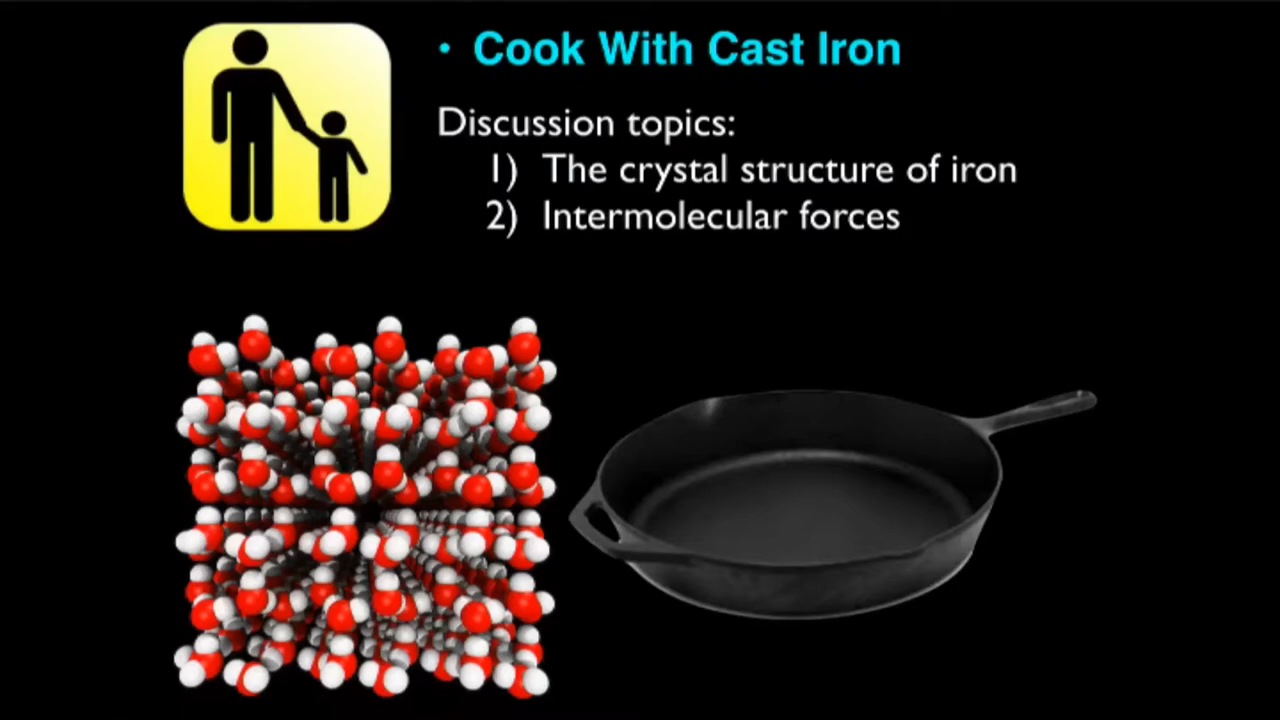 • Cook With Cast Iron
Discussion topics:
1) The crystal structure of iron
2) Intermolecular forces